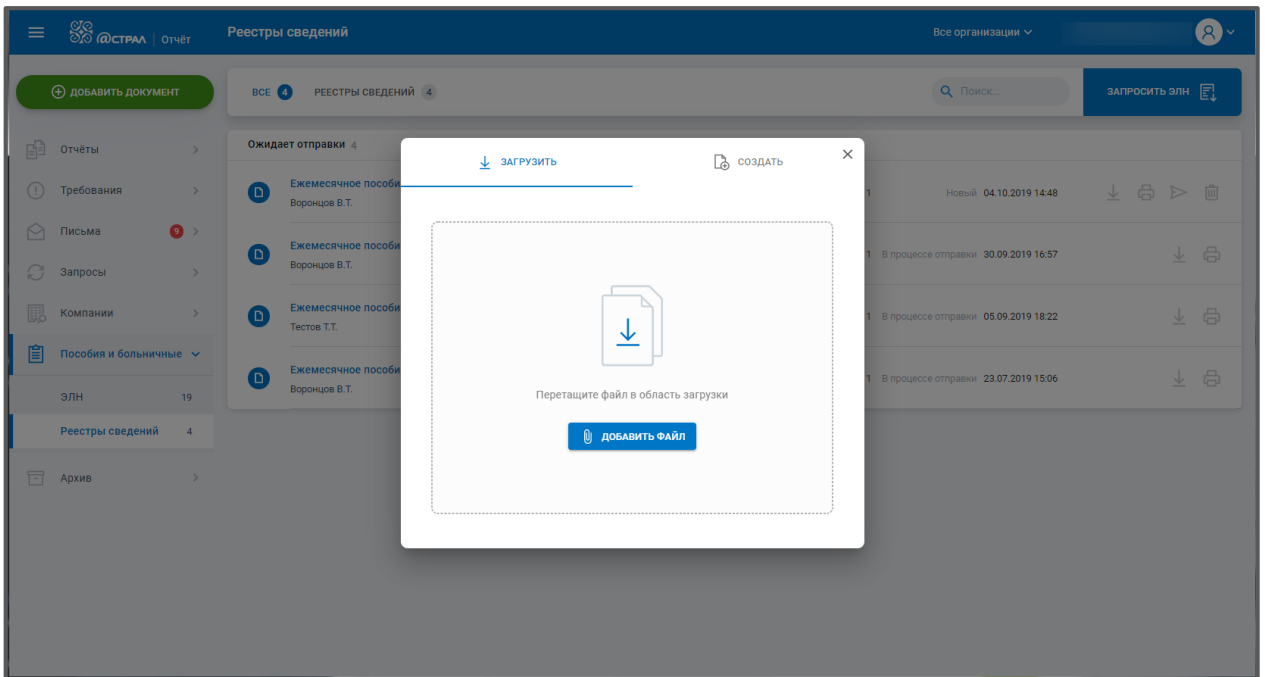 @СТРАЛ | Отчёт
Реестры сведений
Все организации
ДОБАВИТЬ ДОКУМЕНТ
ВСЕ 4 РЕЕСТРЫ СВЕДЕНИЙ 4
Поиск...
ЗАПРОСИТЬ ЭЛН
Отчёты
Требования
Письма 9
Запросы
Компании
Пособия и больничные
ЭЛН 19
Реестры сведений 4
Архив
Ожидает отправки 4
Ежемесячное пособи
Воронцов В.Т.
1 Новый 04.10.2019 14:48
Ежемесячное пособи
Воронцов В.Т.
1 В процессе отправки 30.09.2019 16:57
Ежемесячное пособи
Тестов Т.Т.
1 В процессе отправки 05.09.2019 18:22
Ежемесячное пособи
Воронцов В.Т.
1 В процессе отправки 23.07.2019 15:06
ЗАГРУЗИТЬ
СОЗДАТЬ
Перетащите файл в область загрузки
ДОБАВИТЬ ФАЙЛ